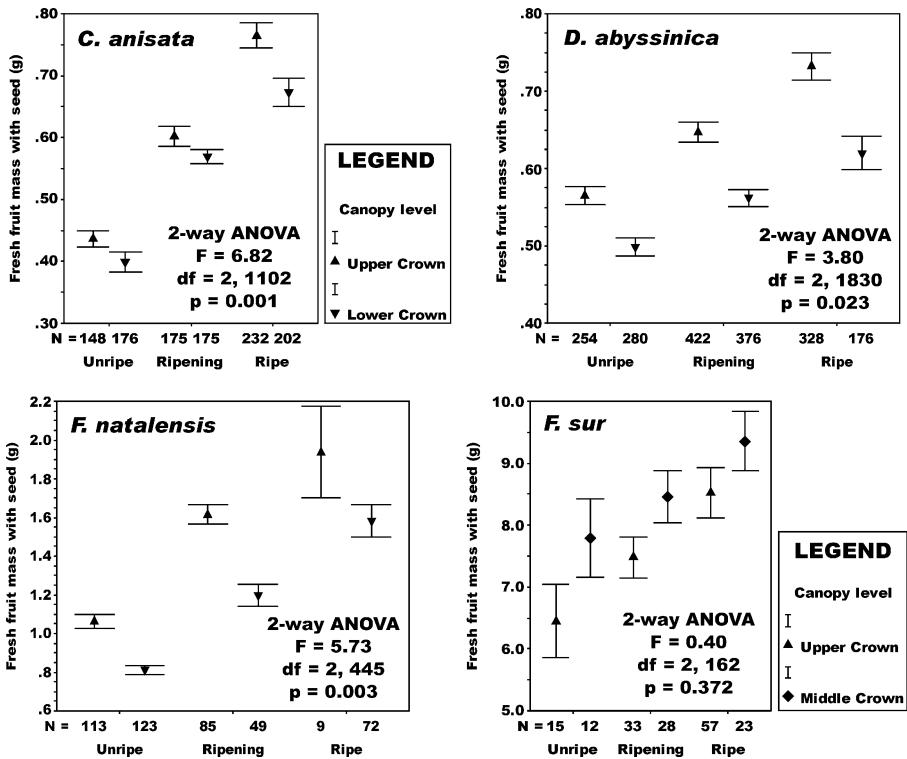 C. anisata
Fresh fruit mass with seed (g)
.80
.70
.60
.50
.40
.30
2-way ANOVA
F = 6.82
df = 2, 1102
p = 0.001
N = 148 176 175 175 232 202
Unripe Ripening Ripe
LEGEND
Canopy level
Upper Crown
Lower Crown
D. abyssinica
Fresh fruit mass with seed (g)
.80
.70
.60
.50
.40
2-way ANOVA
F = 3.80
df = 2, 1830
p = 0.023
N = 254 280 422 376 328 176
Unripe Ripening Ripe
F. natalensis
Fresh fruit mass with seed (g)
2.2
2.0
1.8
1.6
1.4
1.2
1.0
.8
.6
2-way ANOVA
F = 5.73
df = 2, 445
p = 0.003
N = 113 123 85 49 9 72
Unripe Ripening Ripe
F. sur
Fresh fruit mass with seed (g)
10.0
9.0
8.0
7.0
6.0
5.0
2-way ANOVA
F = 0.40
df = 2, 162
p = 0.372
N = 15 12 33 28 57 23
Unripe Ripening Ripe
LEGEND
Canopy level
Upper Crown
Middle Crown